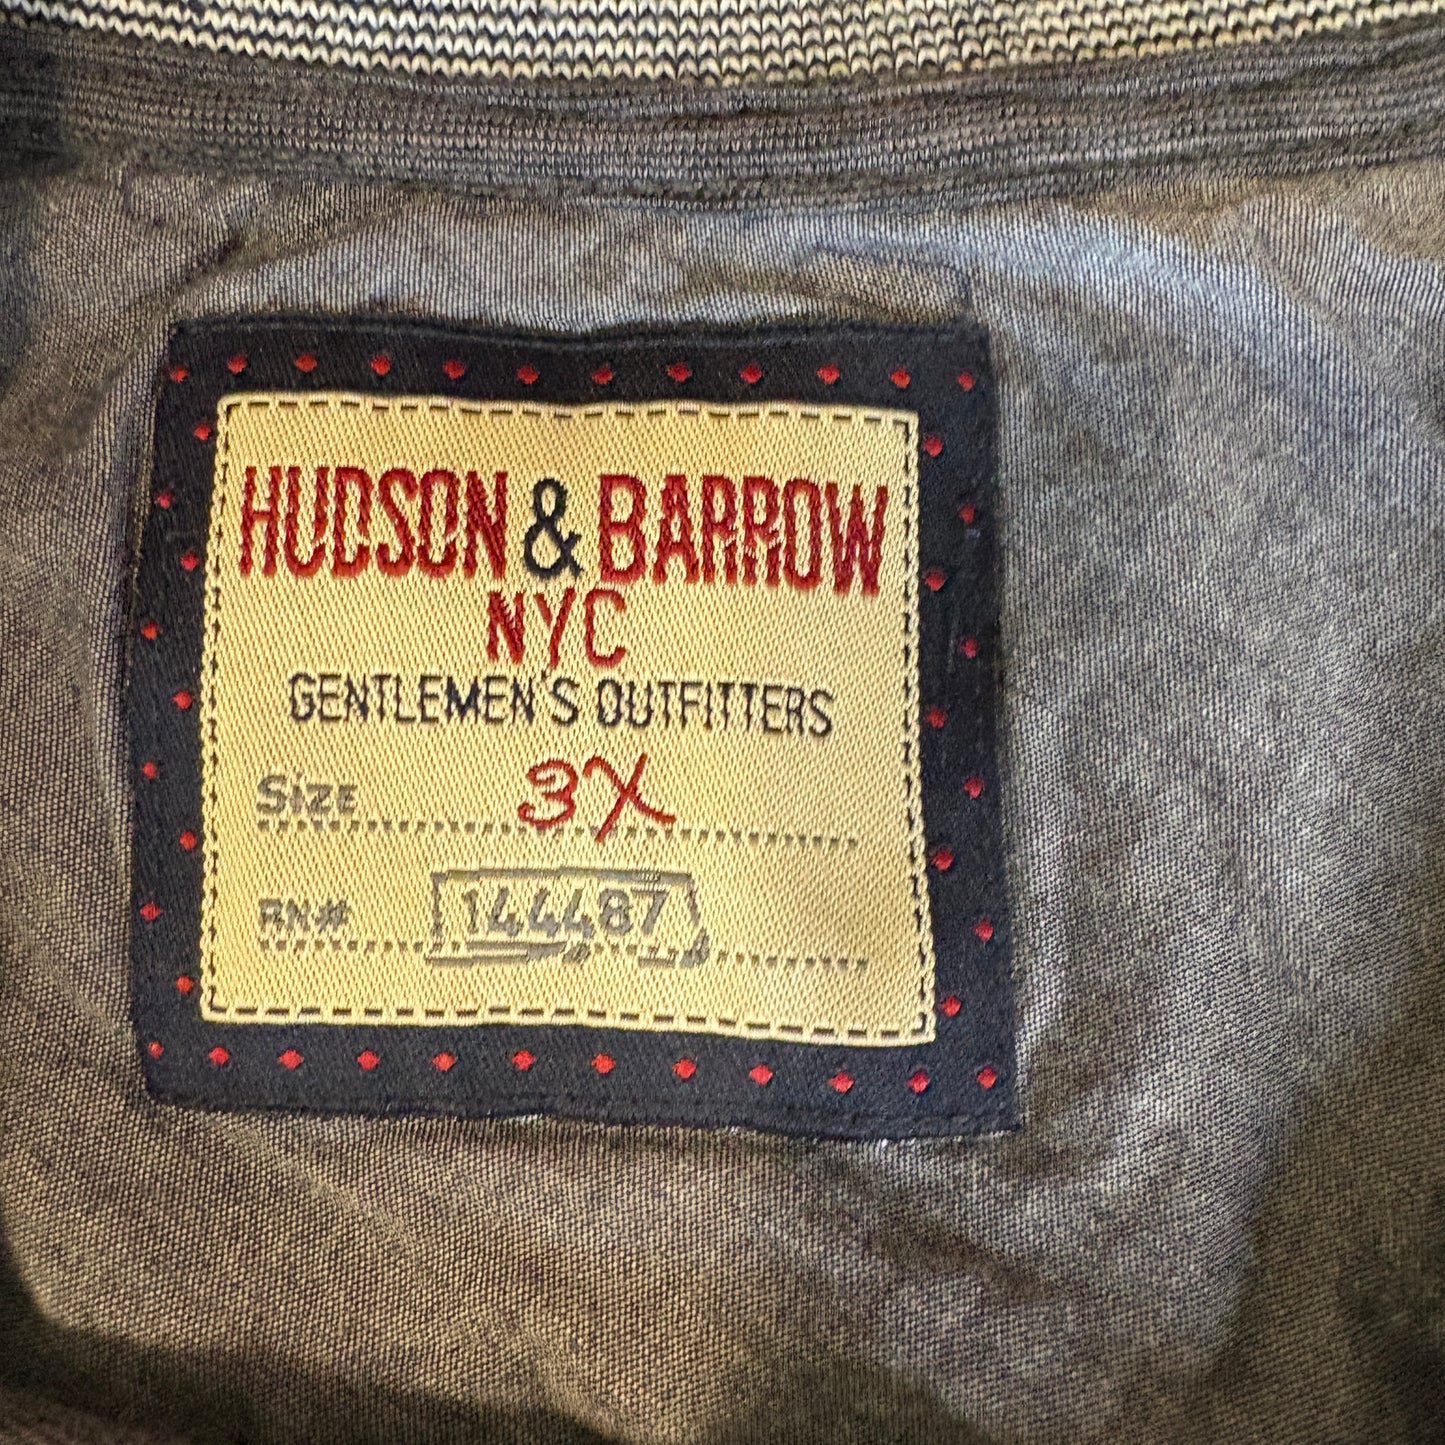 HUDSON & BARROW
NYC
GENTLEMEN'S OUTFITTERS
SIZE 3X
RN# 144487